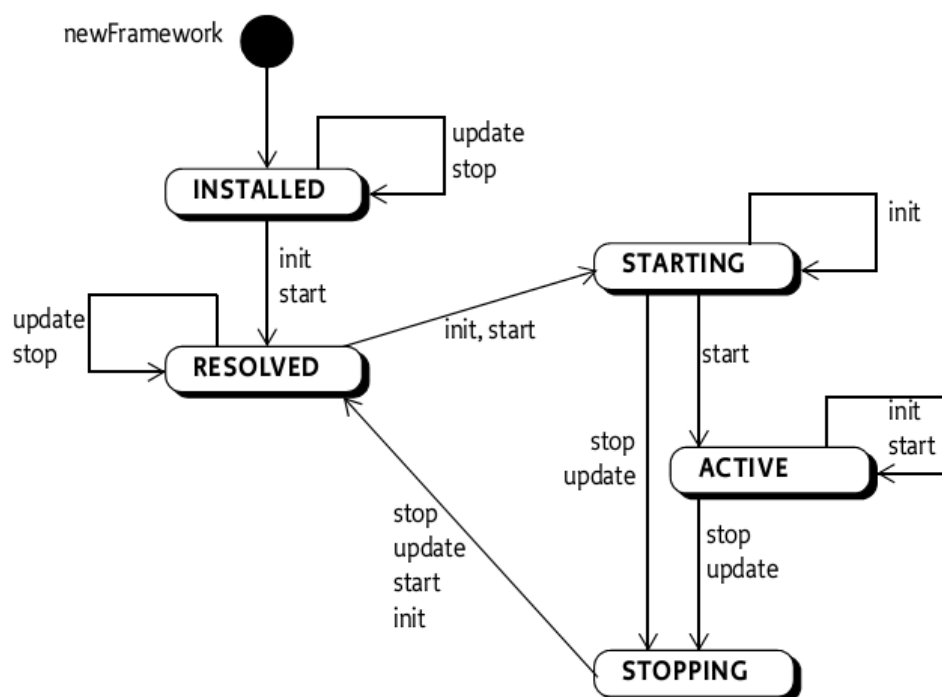 newFramework
update
stop
INSTALLED
init
STARTING
init
start
update
stop
init, start
start
RESOLVED
init
start
stop
update
ACTIVE
stop
update
start
init
stop
update
STOPPING